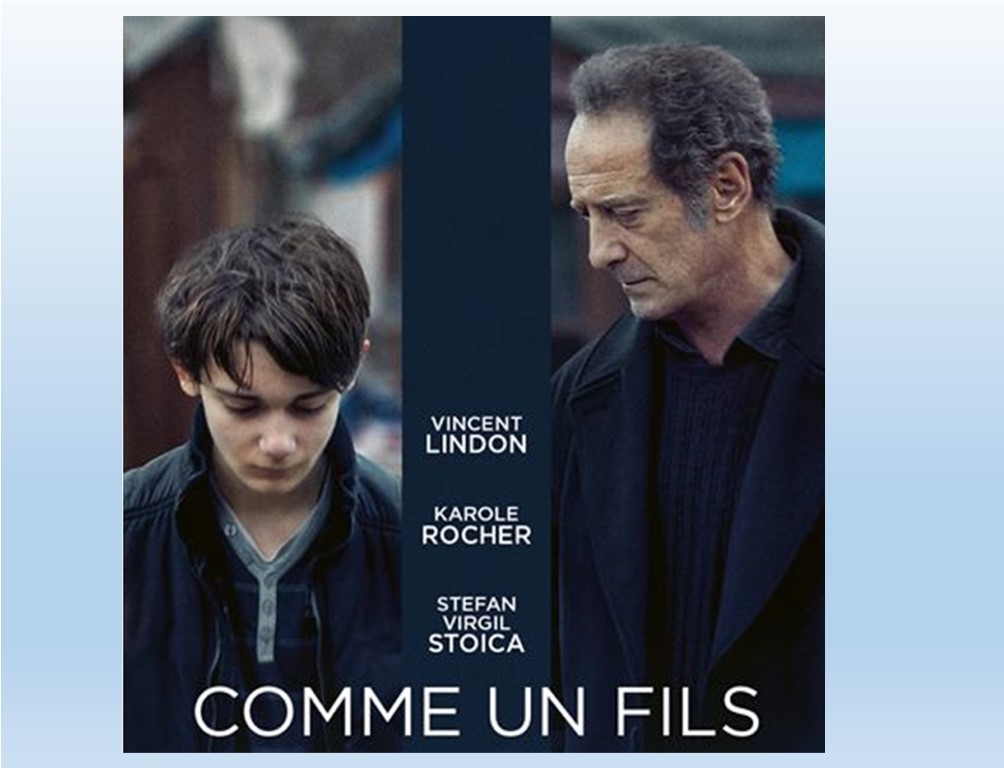 VINCENT
LINDON
KAROLE
ROCHER
STEFAN
VIRGIL
STOICA
COMME UN FILS